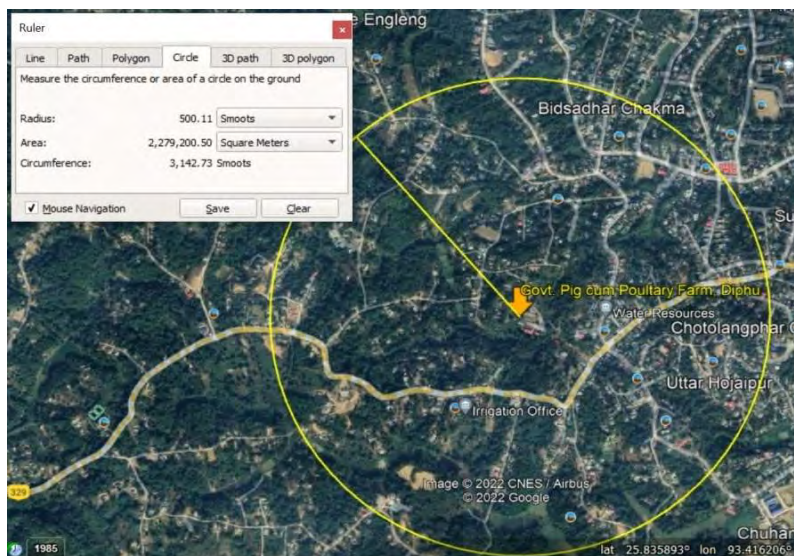 Ruler
Line Path Polygon Circle 3D path 3D polygon
Measure the circumference or area of a circle on the ground
Radius: 500.11 Smoots
Area: 2,279,200.50 Square Meters
Circumference: 3,142.73 Smoots
Mouse Navigation Save Clear
Engleng
Bidsadhar Chakma
Su
Govt. Pig cum Poultary Farm, Diphu
Water Resources
Chotolangphar
Uttar Hojaipur
Irrigation Office
329
Image © 2022 CNES / Airbus
© 2022 Google
Chuhan
1985
lat 25.835893° lon 93.416206°